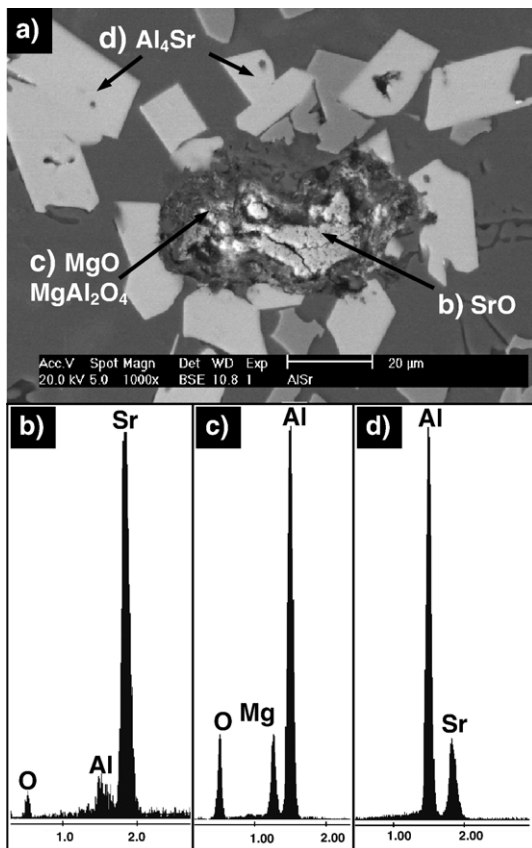 a)
d) Al₄Sr
c) MgO
MgAl₂O₄
b) SrO
Acc.V Spot Magn Det WD Exp 20 μm
20.0 kV 5.0 1000x BSE 10.8 1 AlSr
b)
Sr
O
Al
1.0
2.0
c)
Al
O
Mg
1.00
2.00
d)
Al
Sr
1.00
2.00